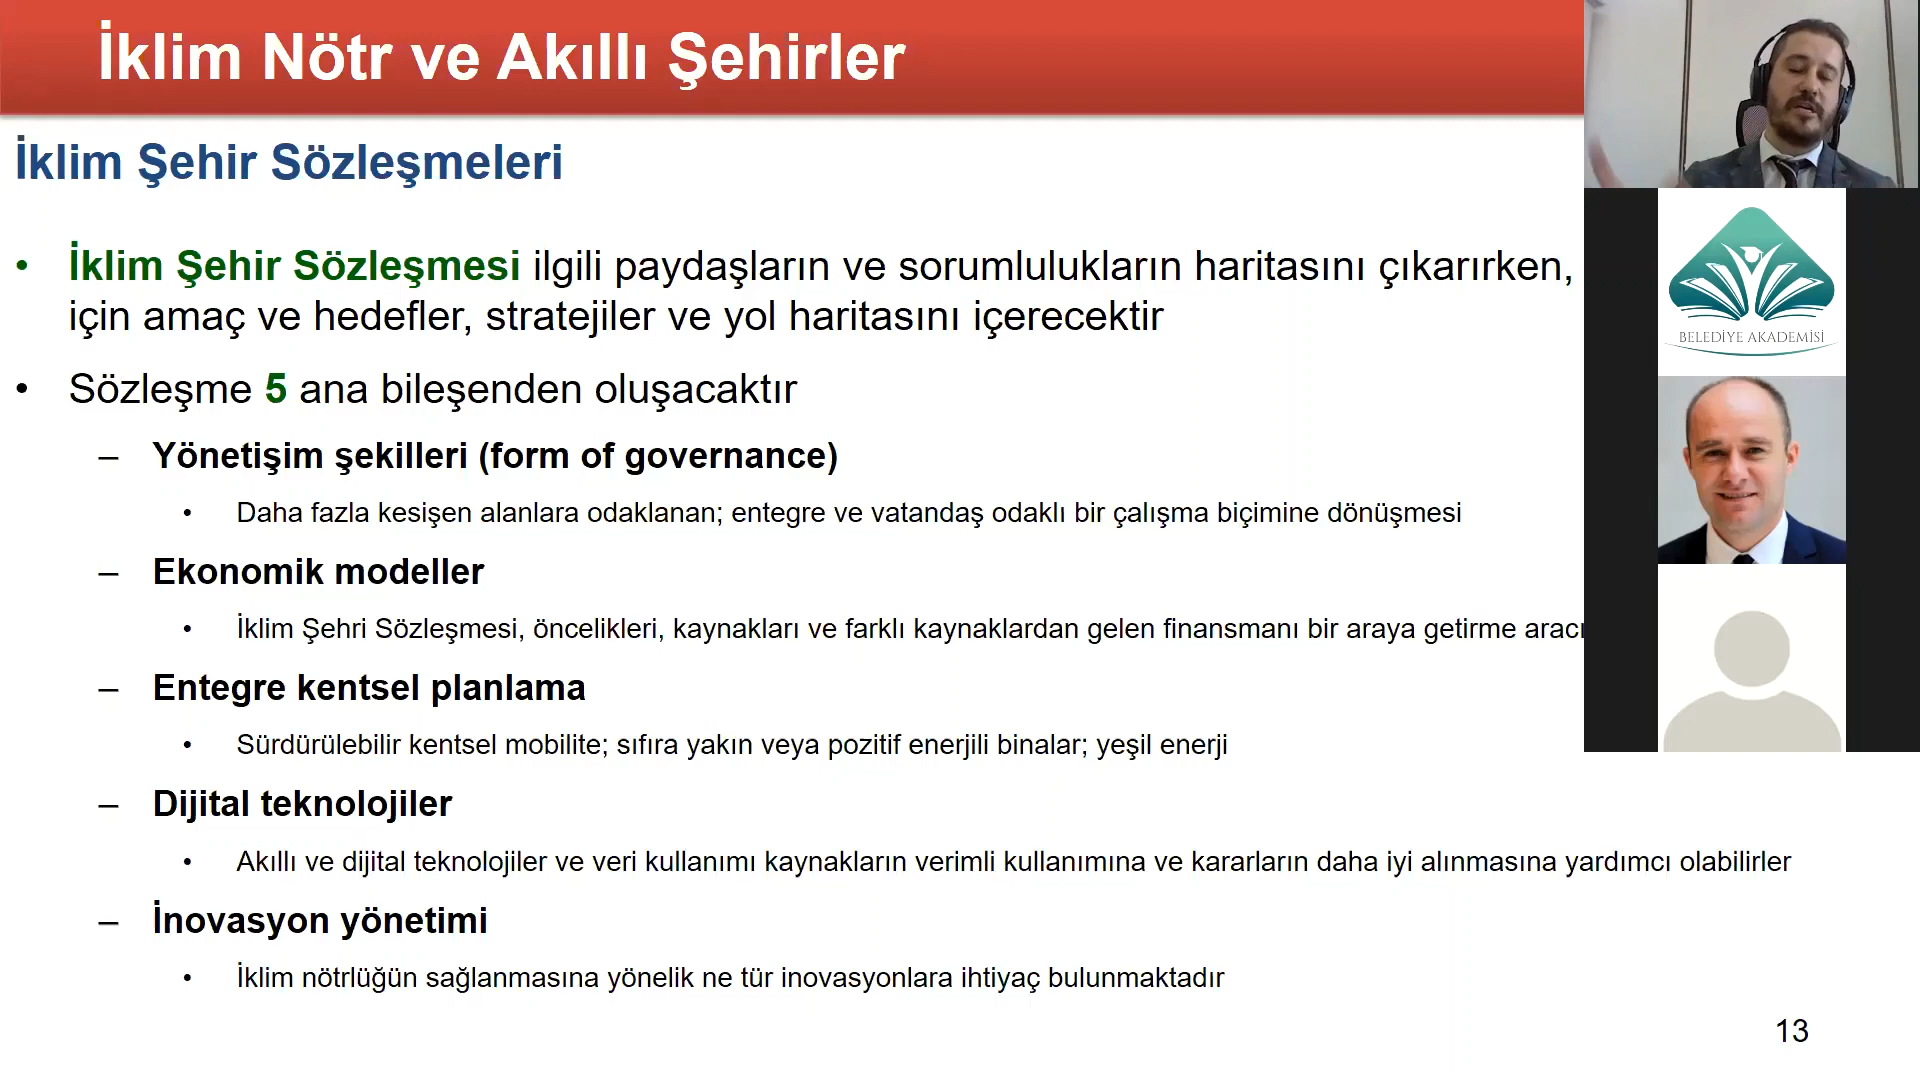 İklim Nötr ve Akıllı Şehirler
İklim Şehir Sözleşmeleri
• İklim Şehir Sözleşmesi ilgili paydaşların ve sorumlulukların haritasını çıkarırken,
için amaç ve hedefler, stratejiler ve yol haritasını içerecektir
• Sözleşme 5 ana bileşenden oluşacaktır
– Yönetişim şekilleri (form of governance)
• Daha fazla kesişen alanlara odaklanan; entegre ve vatandaş odaklı bir çalışma biçimine dönüşmesi
– Ekonomik modeller
• İklim Şehri Sözleşmesi, öncelikleri, kaynakları ve farklı kaynaklardan gelen finansmanı bir araya getirme aracı
– Entegre kentsel planlama
• Sürdürülebilir kentsel mobilite; sıfıra yakın veya pozitif enerjili binalar; yeşil enerji
– Dijital teknolojiler
• Akıllı ve dijital teknolojiler ve veri kullanımı kaynakların verimli kullanımına ve kararların daha iyi alınmasına yardımcı olabilirler
– İnovasyon yönetimi
• İklim nötrlüğün sağlanmasına yönelik ne tür inovasyonlara ihtiyaç bulunmaktadır
13
BELEDİYE AKADEMİSİ